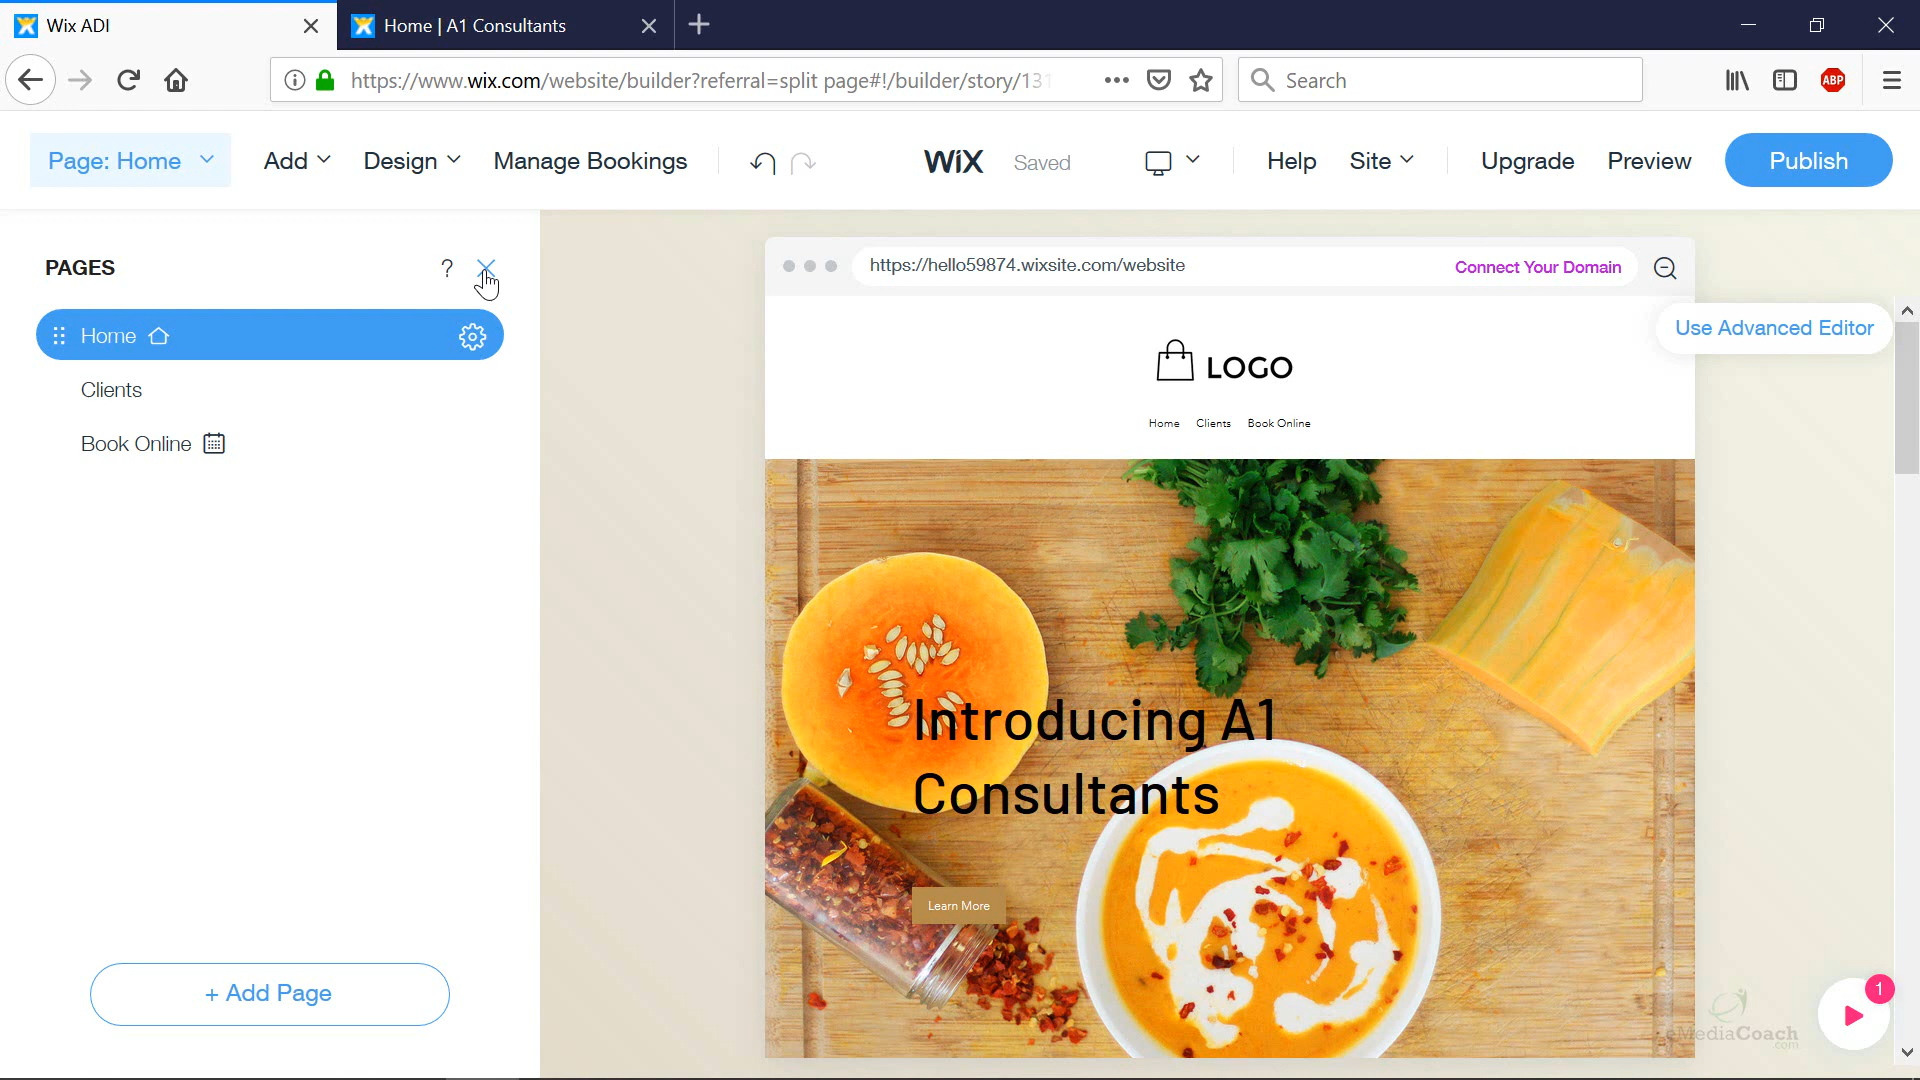 Wix ADI
Home | A1 Consultants
https://www.wix.com/website/builder?referral=split page#!/builder/story/131
Search
ABP
Page: Home
Add
Design
Manage Bookings
WiX
Saved
Help
Site
Upgrade
Preview
Publish
PAGES
?
Home
Clients
Book Online
+ Add Page
https://hello59874.wixsite.com/website
Connect Your Domain
Use Advanced Editor
LOGO
Home Clients Book Online
Introducing A1
Consultants
Learn More
1
eMediaCoach
.com